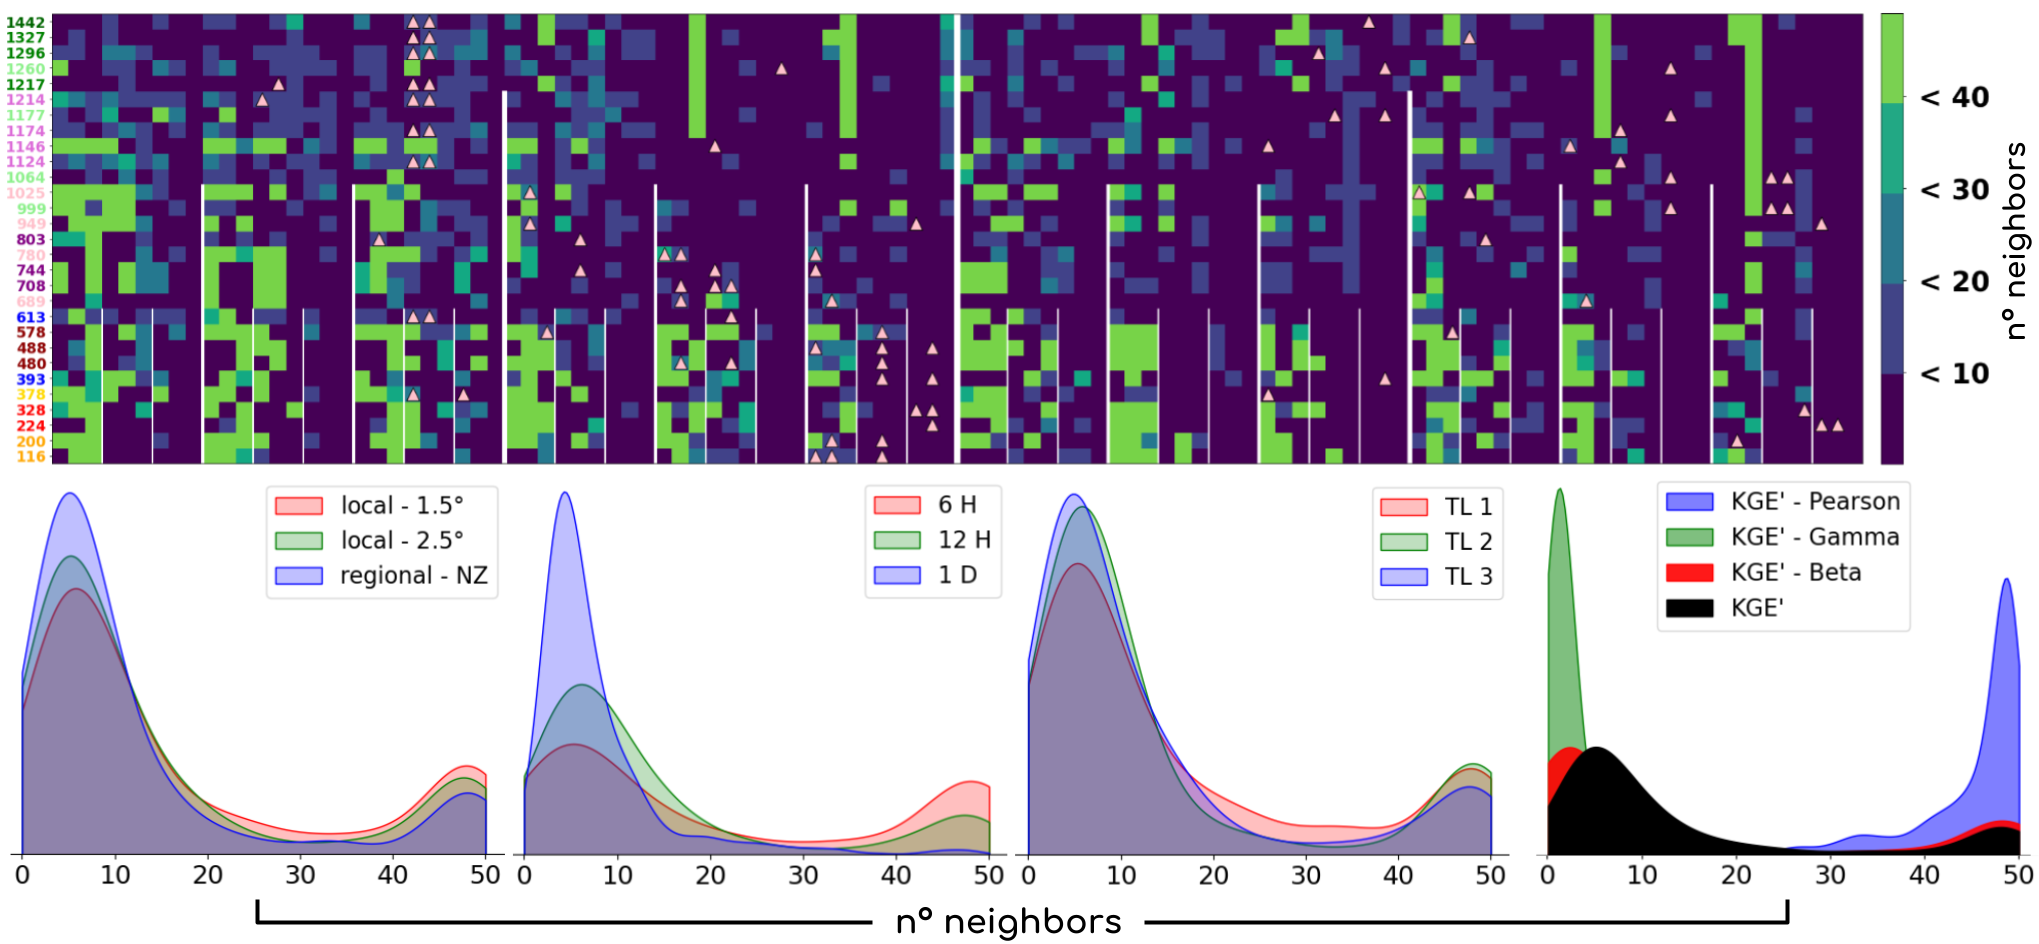 1442
1327
1296
1260
1217
1214
1177
1174
1146
1124
1064
1025
999
949
803
780
744
708
689
613
578
488
480
393
378
328
224
200
116
< 40
< 30
< 20
< 10
n° neighbors
local - 1.5°
local - 2.5°
regional - NZ
0 10 20 30 40 50
6 H
12 H
1 D
0 10 20 30 40 50
TL 1
TL 2
TL 3
0 10 20 30 40 50
KGE' - Pearson
KGE' - Gamma
KGE' - Beta
KGE'
0 10 20 30 40 50
n° neighbors